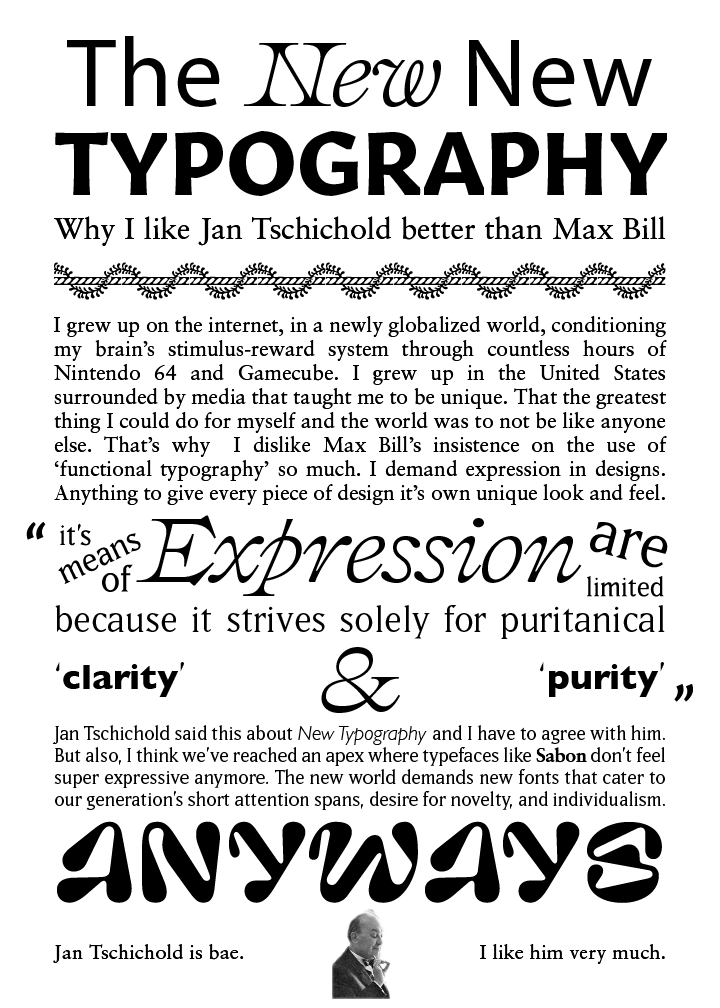 The New New
TYPOGRAPHY
Why I like Jan Tschichold better than Max Bill
I grew up on the internet, in a newly globalized world, conditioning
my brain’s stimulus-reward system through countless hours of
Nintendo 64 and Gamecube. I grew up in the United States
surrounded by media that taught me to be unique. That the greatest
thing I could do for myself and the world was to not be like anyone
else. That’s why I dislike Max Bill’s insistence on the use of
‘functional typography’ so much. I demand expression in designs.
Anything to give every piece of design it’s own unique look and feel.
“ it's means of Expression are limited
because it strives solely for puritanical
‘clarity’ & ‘purity’ ”
Jan Tschichold said this about New Typography and I have to agree with him.
But also, I think we’ve reached an apex where typefaces like Sabon don’t feel
super expressive anymore. The new world demands new fonts that cater to
our generation’s short attention spans, desire for novelty, and individualism.
ANYWAYS
Jan Tschichold is bae. I like him very much.